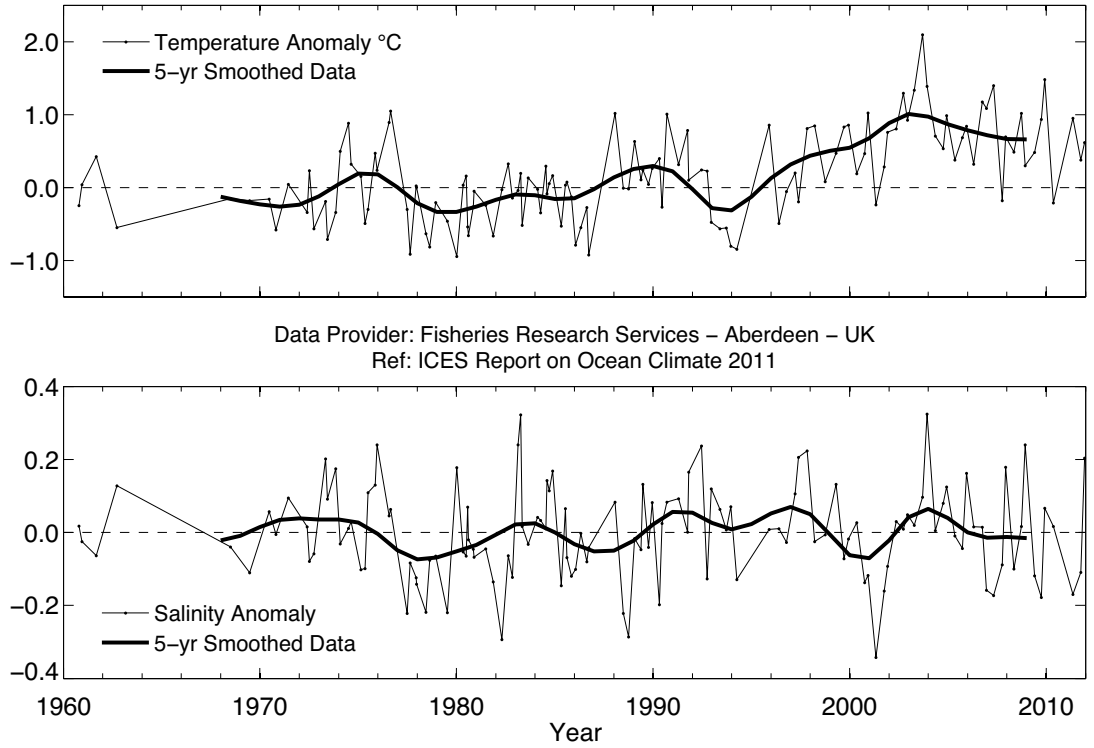 2.0
Temperature Anomaly °C
5−yr Smoothed Data
1.0
0.0
−1.0
Data Provider: Fisheries Research Services − Aberdeen − UK
Ref: ICES Report on Ocean Climate 2011
0.4
0.2
0.0
−0.2
Salinity Anomaly
5−yr Smoothed Data
−0.4
1960 1970 1980 1990 2000 2010
Year